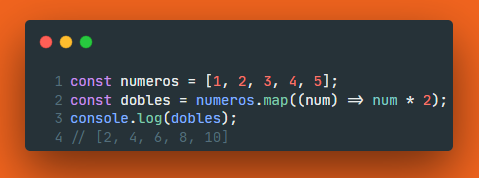 1 const numeros = [1, 2, 3, 4, 5];
2 const dobles = numeros.map((num) => num * 2);
3 console.log(dobles);
4 // [2, 4, 6, 8, 10]